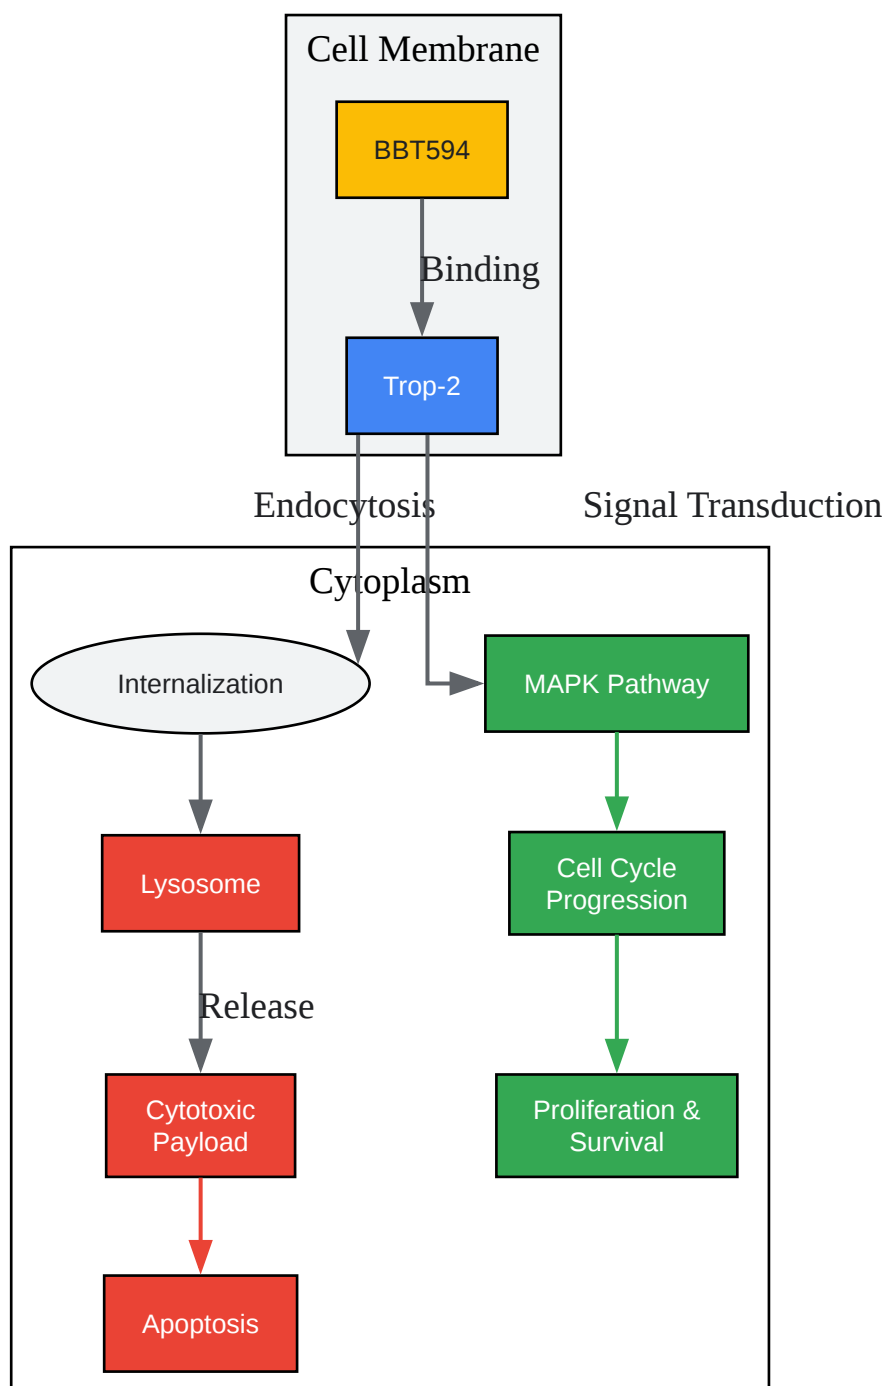 Cell Membrane
BBT594
Binding
Trop-2
Endocytosis
Signal Transduction
Cytoplasm
Internalization
MAPK Pathway
Lysosome
Cell Cycle
Progression
Release
Cytotoxic
Payload
Proliferation &
Survival
Apoptosis